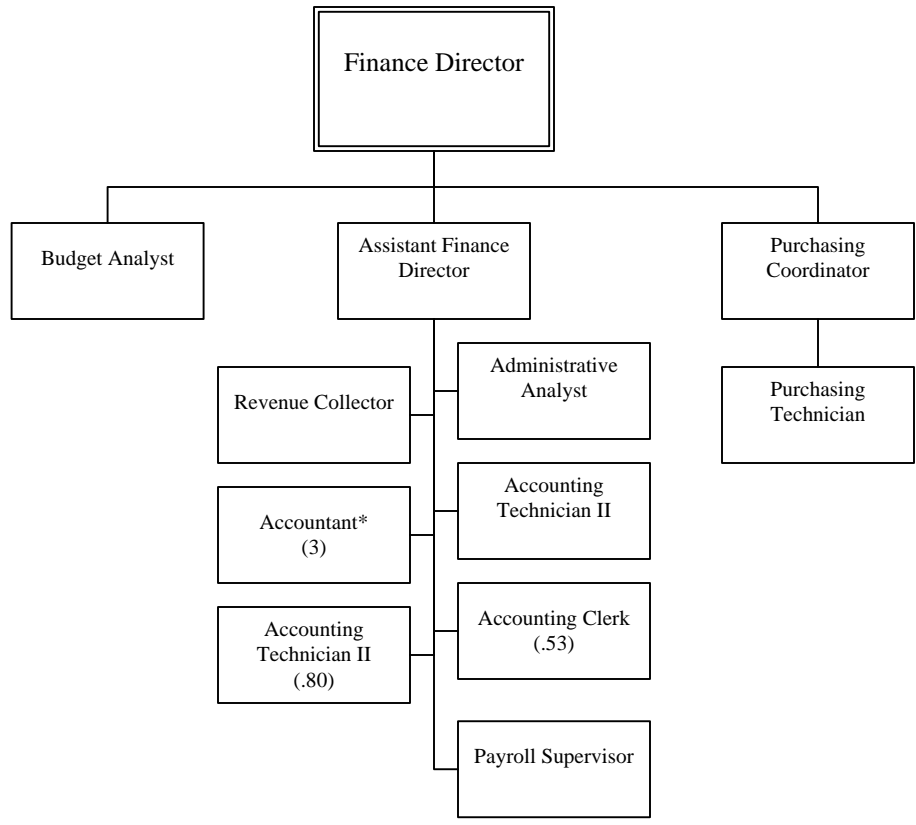 Finance Director
Budget Analyst
Assistant Finance
Director
Purchasing
Coordinator
Revenue Collector
Administrative
Analyst
Purchasing
Technician
Accountant*
(3)
Accounting
Technician II
Accounting
Technician II
(.80)
Accounting Clerk
(.53)
Payroll Supervisor